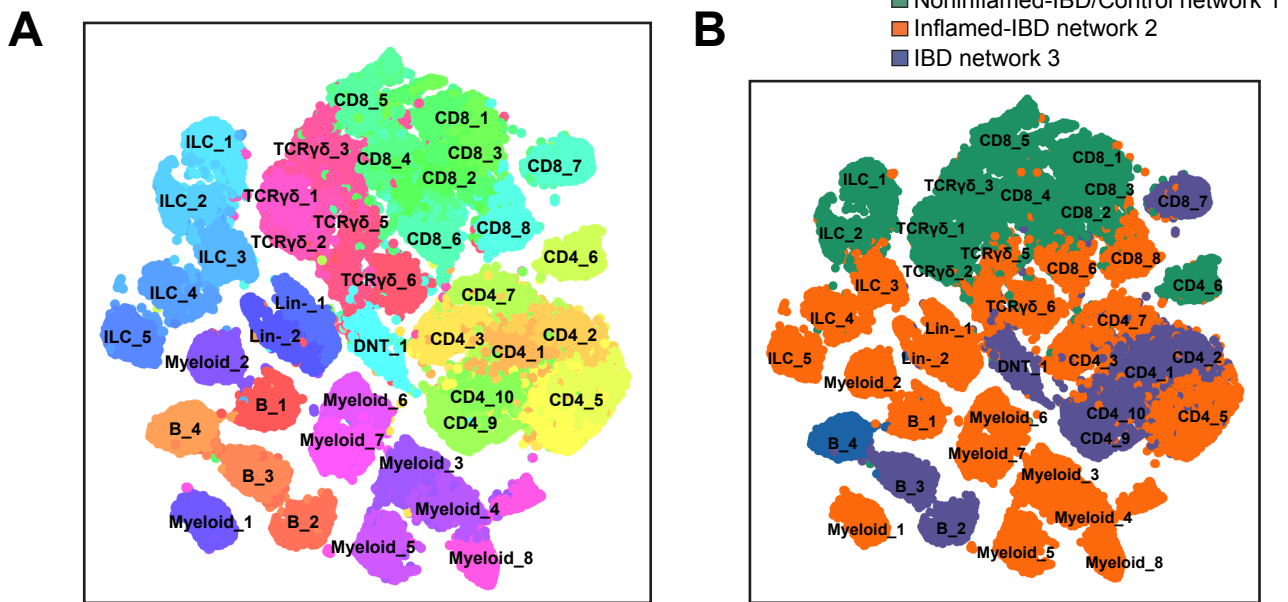 A
B
Noninflamed-IBD/Control network 1
Inflamed-IBD network 2
IBD network 3
CD8_5
CD8_1
TCRγδ_3
CD8_4
CD8_3
CD8_2
CD8_7
ILC_1
ILC_2
TCRγδ_1
TCRγδ_5
TCRγδ_2
CD8_6
CD8_8
ILC_3
CD4_6
TCRγδ_6
ILC_4
CD4_7
Lin-_1
Lin-_2
ILC_5
DNT_1
CD4_3
CD4_2
CD4_1
Myeloid_2
Myeloid_6
CD4_10
CD4_5
B_1
CD4_9
B_4
Myeloid_7
Myeloid_3
B_3
Myeloid_4
Myeloid_1
B_2
Myeloid_5
Myeloid_8
CD8_5
CD8_1
ILC_1
TCRγδ_3
CD8_4
CD8_3
CD8_7
CD8_2
ILC_2
TCRγδ_1
TCRγδ_5
CD8_6
CD8_8
TCRγδ_2
ILC_3
CD4_6
TCRγδ_6
ILC_4
CD4_7
Lin-_1
Lin-_2
ILC_5
DNT_1
CD4_3
CD4_2
CD4_1
Myeloid_2
Myeloid_6
CD4_10
CD4_5
B_1
CD4_9
B_4
Myeloid_7
Myeloid_3
B_3
Myeloid_4
Myeloid_1
B_2
Myeloid_5
Myeloid_8